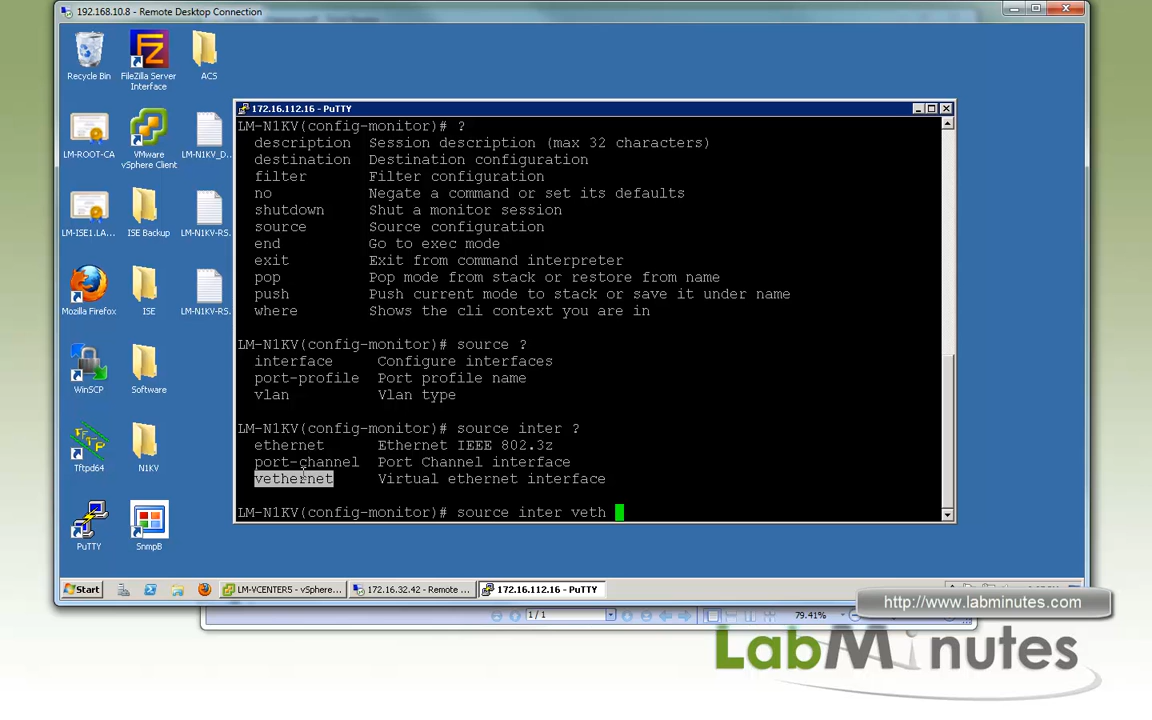 192.168.10.8 - Remote Desktop Connection
Recycle Bin
FileZilla Server
Interface
ACS
LM-ROOT-CA
VMware
vSphere Client
LM-N1KV_D...
LM-ISE1.LA...
ISE Backup
LM-N1KV-RS...
Mozilla Firefox
ISE
LM-N1KV-RS...
WinSCP
Software
Tftpd64
N1KV
PuTTY
SnmpB
172.16.112.16 - PuTTY
LM-N1KV(config-monitor)# ?
description Session description (max 32 characters)
destination Destination configuration
filter Filter configuration
no Negate a command or set its defaults
shutdown Shut a monitor session
source Source configuration
end Go to exec mode
exit Exit from command interpreter
pop Pop mode from stack or restore from name
push Push current mode to stack or save it under name
where Shows the cli context you are in
LM-N1KV(config-monitor)# source ?
interface Configure interfaces
port-profile Port profile name
vlan Vlan type
LM-N1KV(config-monitor)# source inter ?
ethernet Ethernet IEEE 802.3z
port-channel Port Channel interface
vethernet Virtual ethernet interface
LM-N1KV(config-monitor)# source inter veth
Start
LM-VCENTER5 - vSphere...
172.16.32.42 - Remote ...
172.16.112.16 - PuTTY
http://www.labminutes.com
1 / 1
79.41%
LabMinutes